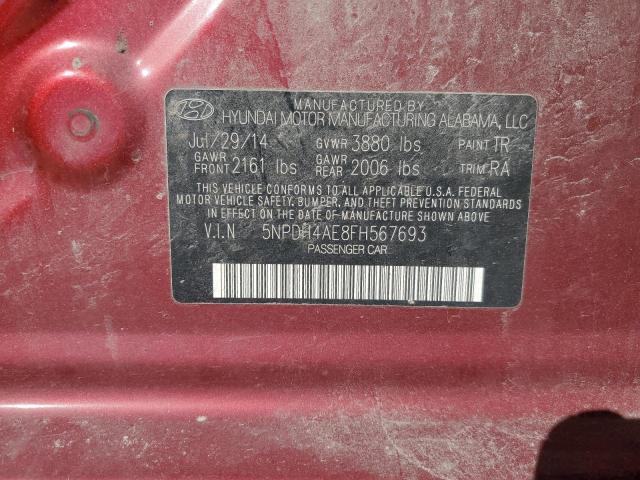 MANUFACTURED BY
HYUNDAI MOTOR MANUFACTURING ALABAMA, LLC
Jul/29/14 GVWR 3880 lbs PAINT TR
GAWR FRONT 2161 lbs GAWR REAR 2006 lbs TRIM RA
THIS VEHICLE CONFORMS TO ALL APPLICABLE U.S.A. FEDERAL
MOTOR VEHICLE SAFETY, BUMPER, AND THEFT PREVENTION STANDARDS
IN EFFECT ON THE DATE OF MANUFACTURE SHOWN ABOVE.
V.I.N 5NPDH4AE8FH567693
PASSENGER CAR